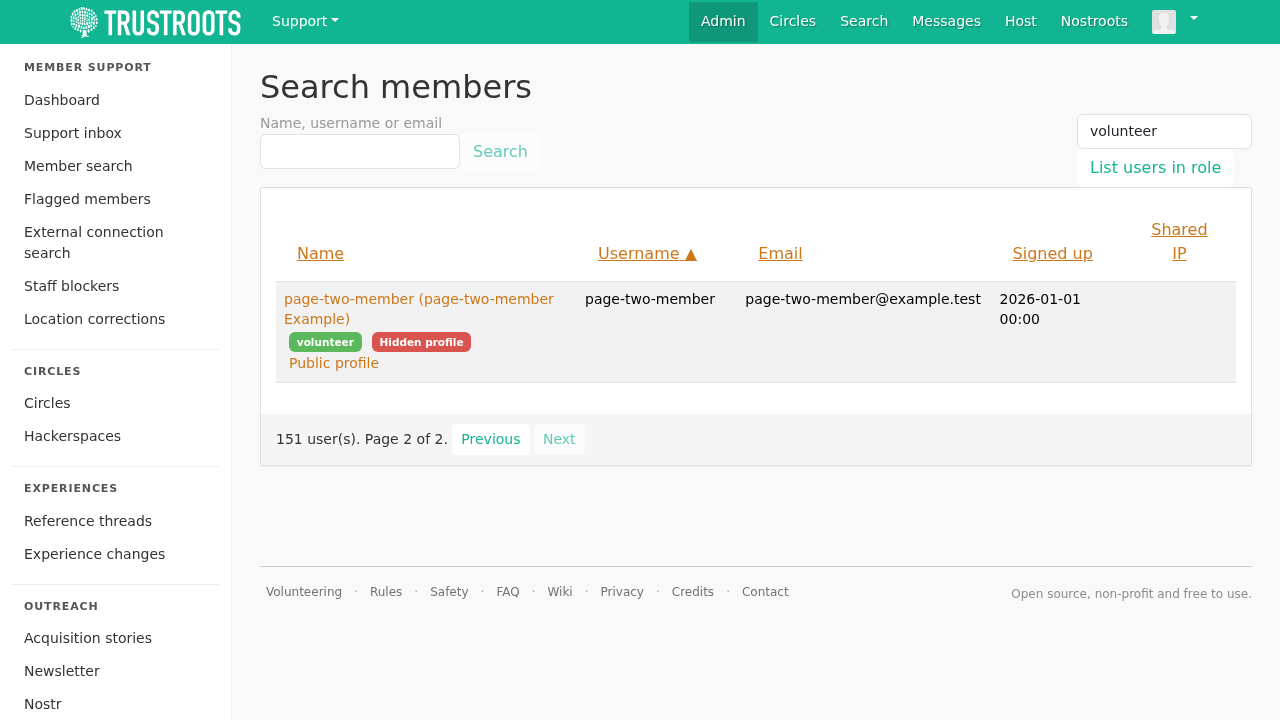 TRUSTROOTS
Support
Admin
Circles
Search
Messages
Host
Nostroots
MEMBER SUPPORT
Dashboard
Support inbox
Member search
Flagged members
External connection
search
Staff blockers
Location corrections
CIRCLES
Circles
Hackerspaces
EXPERIENCES
Reference threads
Experience changes
OUTREACH
Acquisition stories
Newsletter
Nostr
Search members
Name, username or email
Search
volunteer
List users in role
Name
Username ▲
Email
Signed up
Shared
IP
page-two-member (page-two-member
Example)
volunteer
Hidden profile
Public profile
page-two-member
page-two-member@example.test
2026-01-01
00:00
151 user(s). Page 2 of 2.
Previous
Next
Volunteering · Rules · Safety · FAQ · Wiki · Privacy · Credits · Contact
Open source, non-profit and free to use.